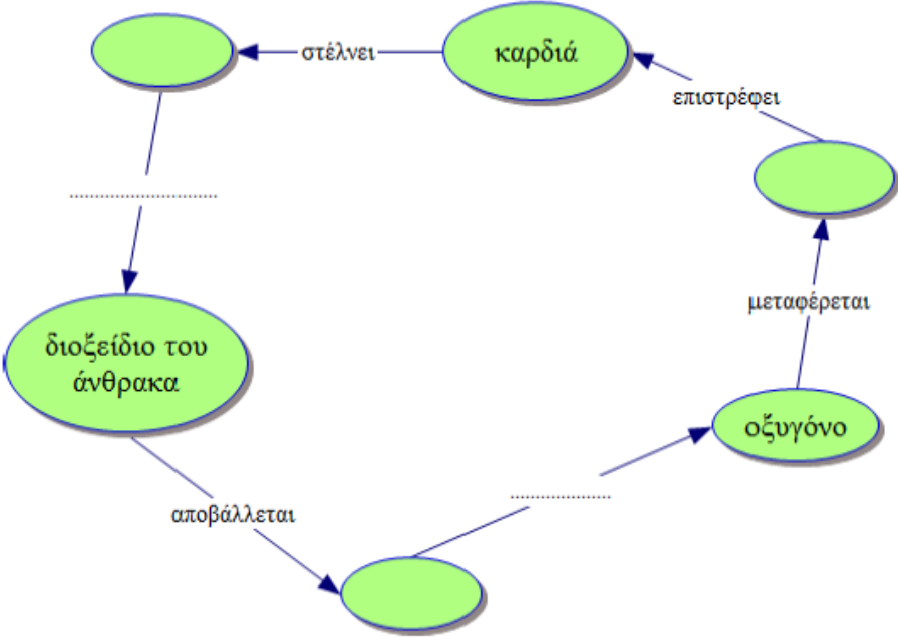 στέλνει
καρδιά
επιστρέφει
..............................
διοξείδιο του
άνθρακα
μεταφέρεται
οξυγόνο
.....................
αποβάλλεται